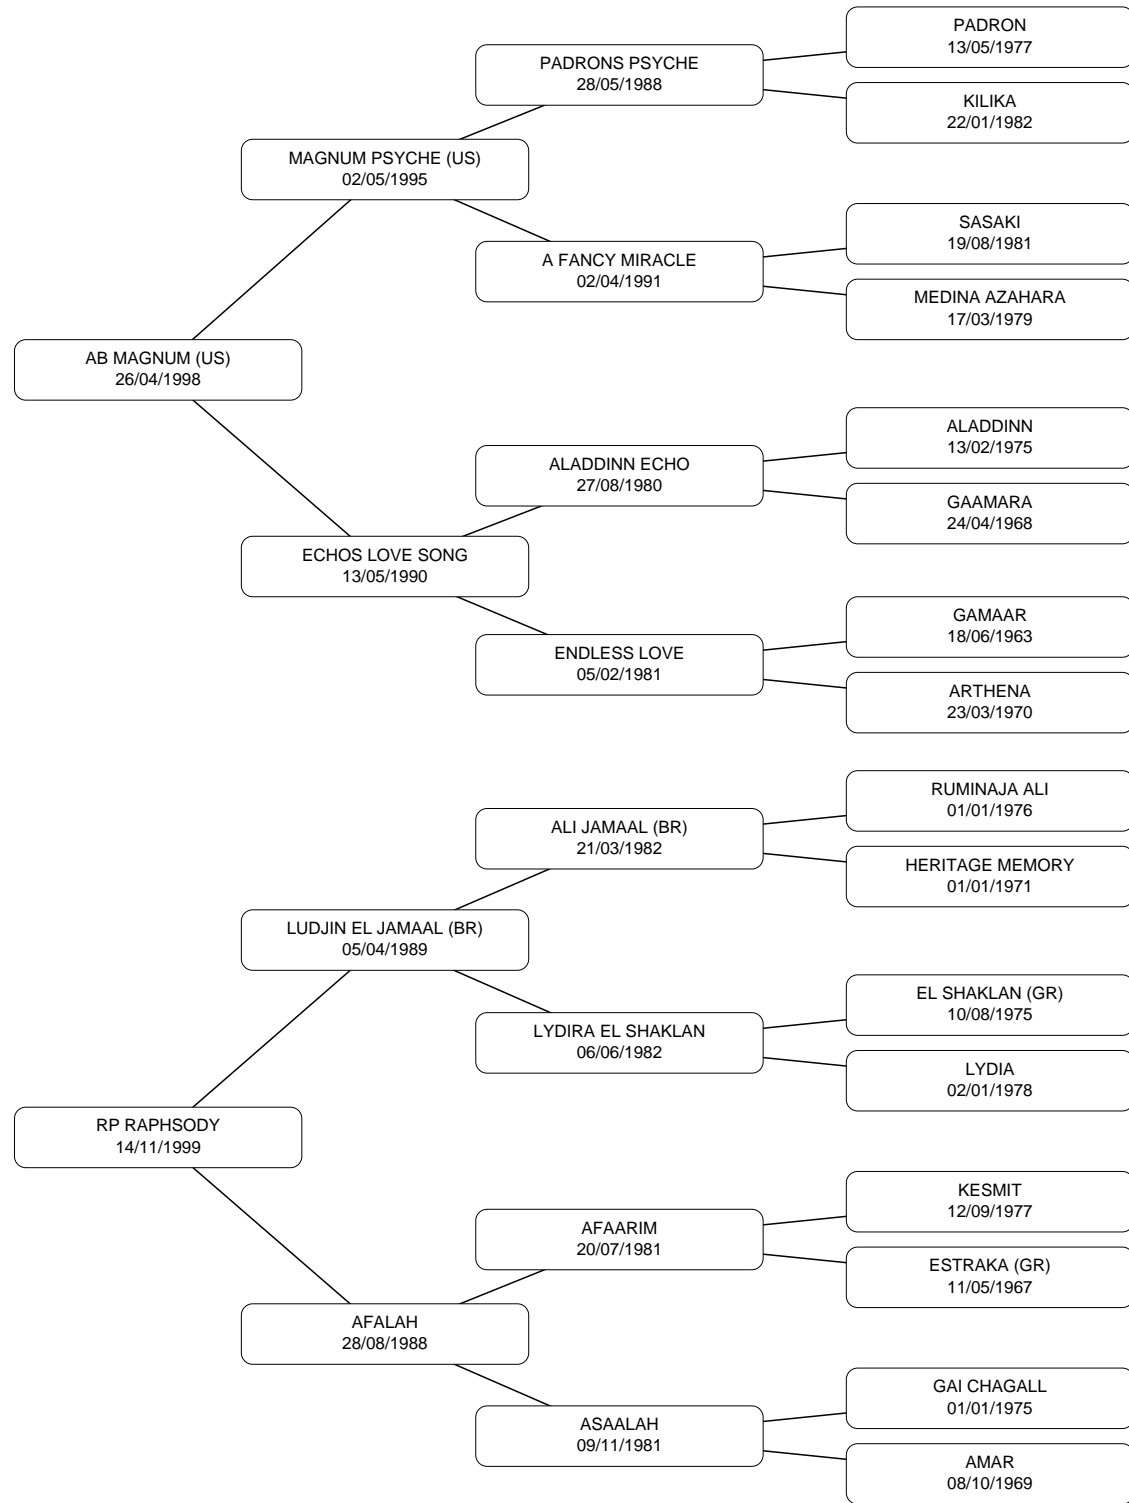 PADRON
13/05/1977
PADRONS PSYCHE
28/05/1988
KILIKA
22/01/1982
MAGNUM PSYCHE (US)
02/05/1995
SASAKI
19/08/1981
A FANCY MIRACLE
02/04/1991
MEDINA AZAHARA
17/03/1979
AB MAGNUM (US)
26/04/1998
ALADDINN
13/02/1975
ALADDINN ECHO
27/08/1980
GAAMARA
24/04/1968
ECHOS LOVE SONG
13/05/1990
GAMAAR
18/06/1963
ENDLESS LOVE
05/02/1981
ARTHENA
23/03/1970
RUMINAJA ALI
01/01/1976
ALI JAMAAL (BR)
21/03/1982
HERITAGE MEMORY
01/01/1971
LUDJIN EL JAMAAL (BR)
05/04/1989
EL SHAKLAN (GR)
10/08/1975
LYDIRA EL SHAKLAN
06/06/1982
LYDIA
02/01/1978
RP RAPHSODY
14/11/1999
KESMIT
12/09/1977
AFAARIM
20/07/1981
ESTRAKA (GR)
11/05/1967
AFALAH
28/08/1988
GAI CHAGALL
01/01/1975
ASAALAH
09/11/1981
AMAR
08/10/1969